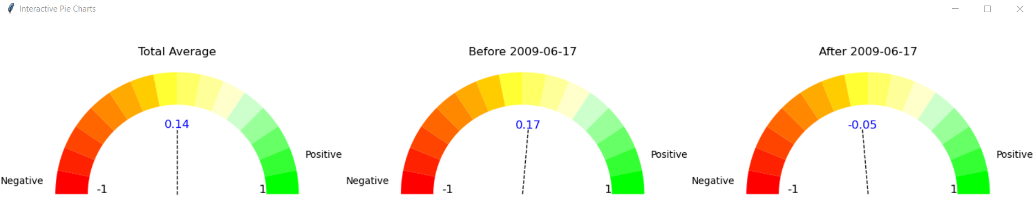 Interactive Pie Charts
Total Average
0.14
Negative
Positive
-1
1
Before 2009-06-17
0.17
Negative
Positive
-1
1
After 2009-06-17
-0.05
Negative
Positive
-1
1